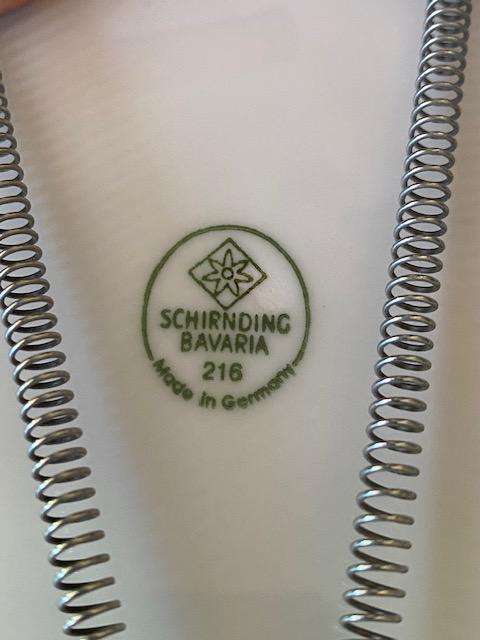 SCHIRNDING
BAVARIA
216
Made in Germany